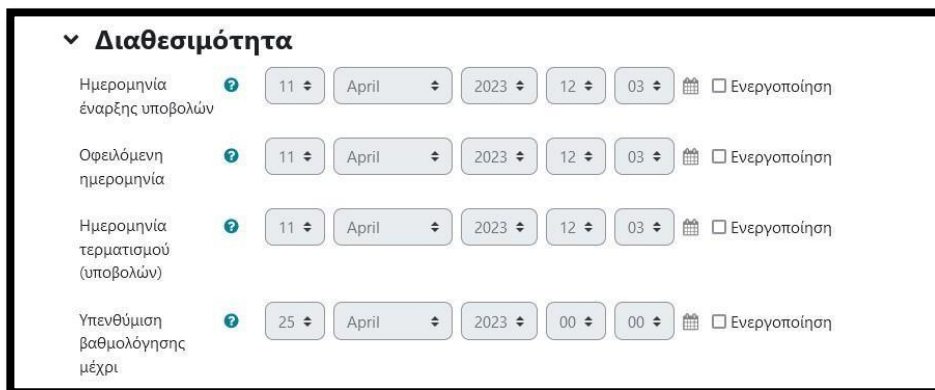 Διαθεσιμότητα
Ημερομηνία έναρξης υποβολών ? 11 April 2023 12 03 Ενεργοποίηση
Οφειλόμενη ημερομηνία ? 11 April 2023 12 03 Ενεργοποίηση
Ημερομηνία τερματισμού (υποβολών) ? 11 April 2023 12 03 Ενεργοποίηση
Υπενθύμιση βαθμολόγησης μέχρι ? 25 April 2023 00 00 Ενεργοποίηση